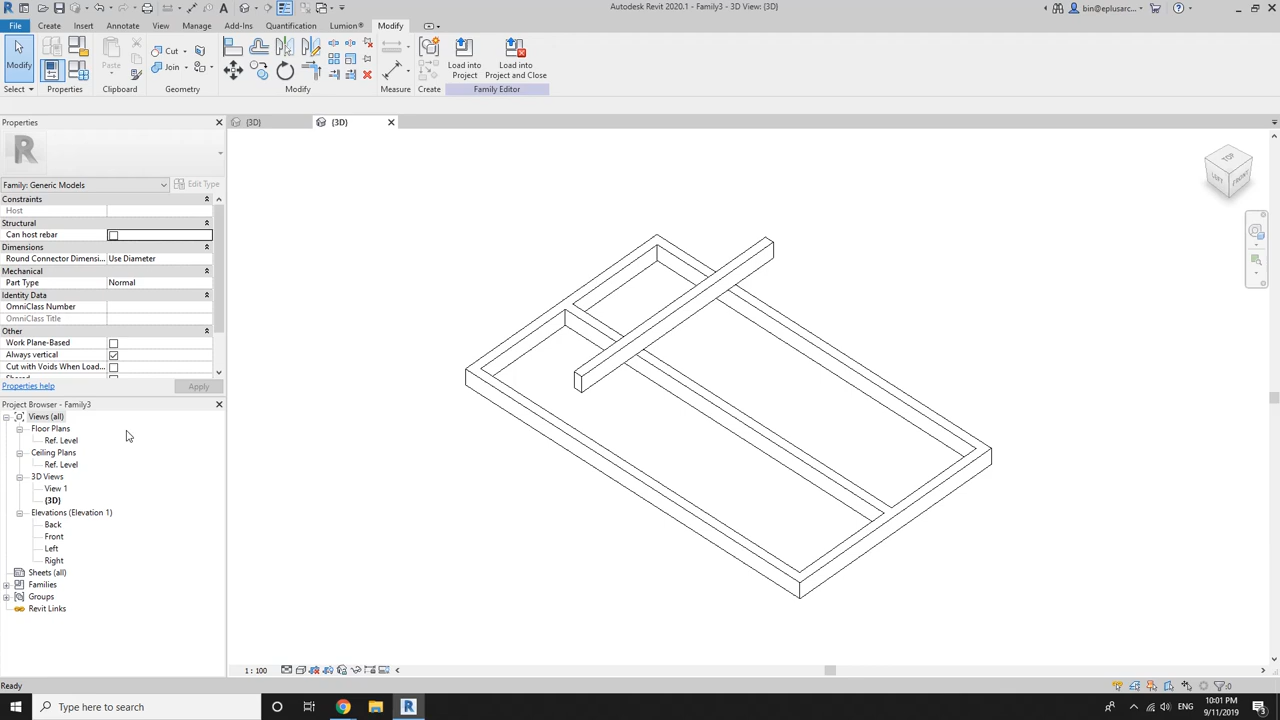 Autodesk Revit 2020.1 - Family3 - 3D View: {3D}
bin@eplusarc...
File Create Insert Annotate View Manage Add-Ins Quantification Lumion® Modify
Modify
Paste
Cut
Join
Load into Project
Load into Project and Close
Select Properties Clipboard Geometry Modify Measure Create Family Editor
Properties
{3D}
{3D}
Family: Generic Models
Edit Type
Constraints
Host
Structural
Can host rebar
Dimensions
Round Connector Dimensi... Use Diameter
Mechanical
Part Type Normal
Identity Data
OmniClass Number
OmniClass Title
Other
Work Plane-Based
Always vertical
Cut with Voids When Load...
Properties help Apply
Project Browser - Family3
Views (all)
Floor Plans
Ref. Level
Ceiling Plans
Ref. Level
3D Views
View 1
{3D}
Elevations (Elevation 1)
Back
Front
Left
Right
Sheets (all)
Families
Groups
Revit Links
TOP
LEFT
FRONT
1 : 100
Ready
:0
Type here to search
ENG
10:01 PM
9/11/2019